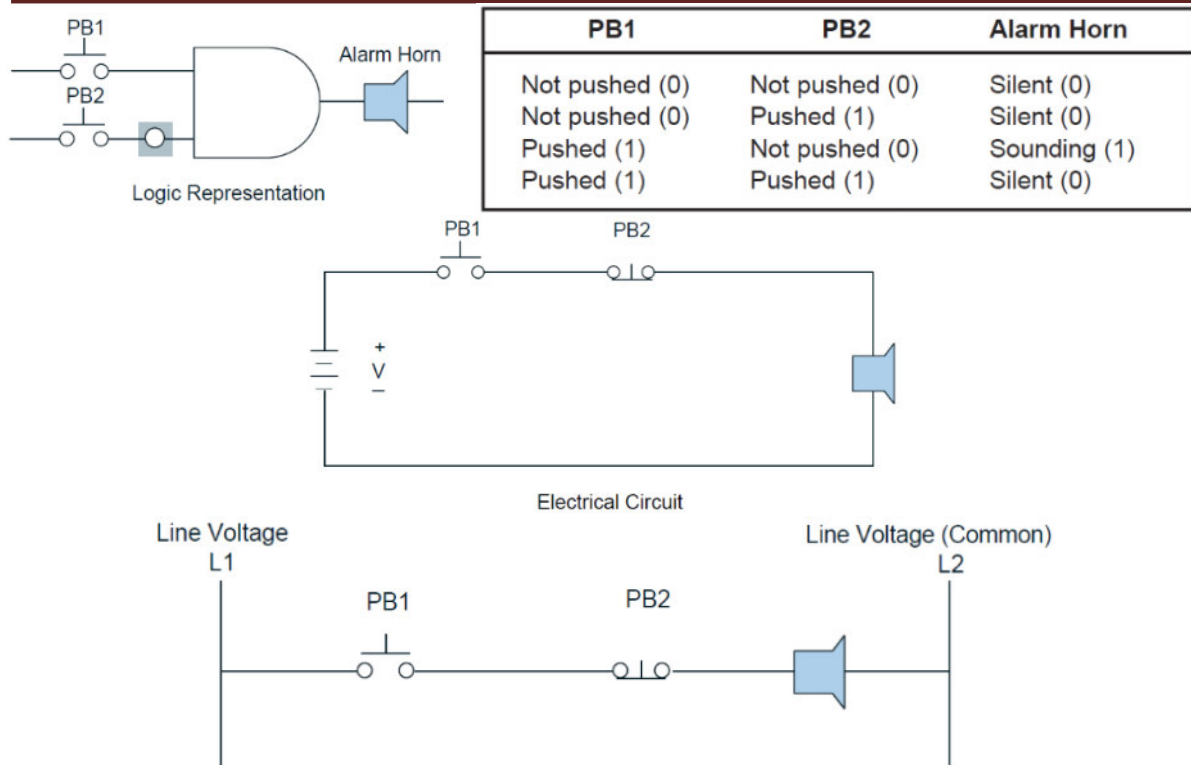 PB1
PB2
Alarm Horn
Logic Representation
PB1 PB2 Alarm Horn
Not pushed (0) Not pushed (0) Silent (0)
Not pushed (0) Pushed (1) Silent (0)
Pushed (1) Not pushed (0) Sounding (1)
Pushed (1) Pushed (1) Silent (0)
PB1 PB2
+
V
–
Electrical Circuit
Line Voltage
L1
Line Voltage (Common)
L2
PB1 PB2